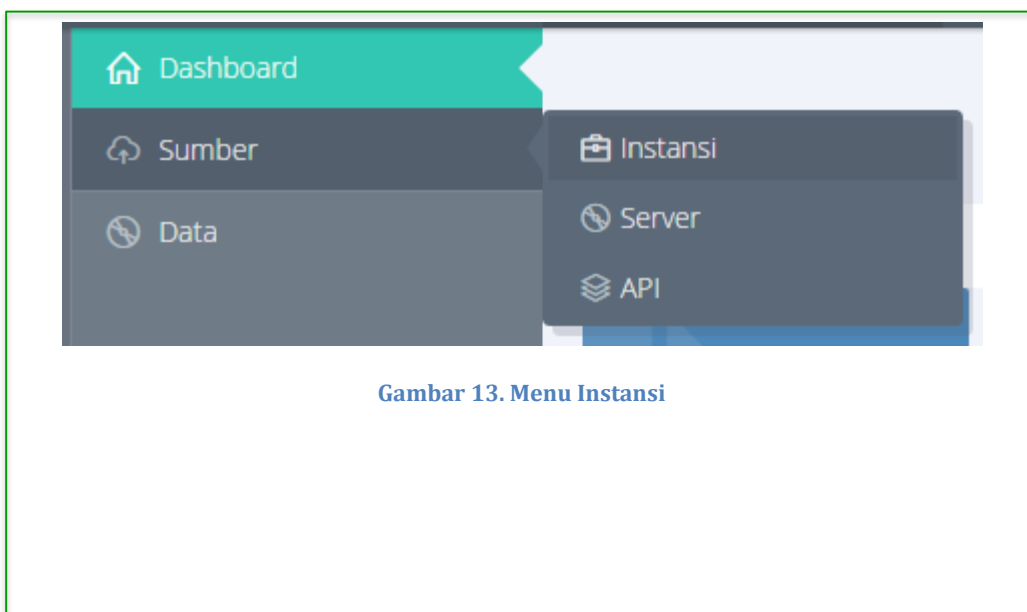 Dashboard
Sumber
Data
Instansi
Server
API
Gambar 13. Menu Instansi